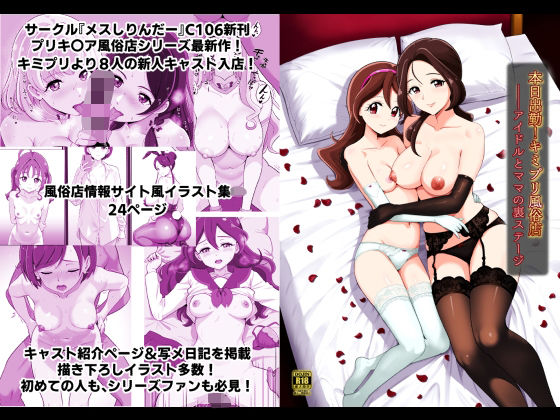 サークル『メスしりんだー』C106新刊
プリキ〇ア風俗店シリーズ最新作！
キミプリより８人の新人キャスト入店！
風俗店情報サイト風イラスト集
24ページ
キャスト紹介ページ＆写メ日記を掲載
描き下ろしイラスト多数！
初めての人も、シリーズファンも必見！
本日出勤！キミプリ風俗店
――アイドルとママの裏ステージ
R18